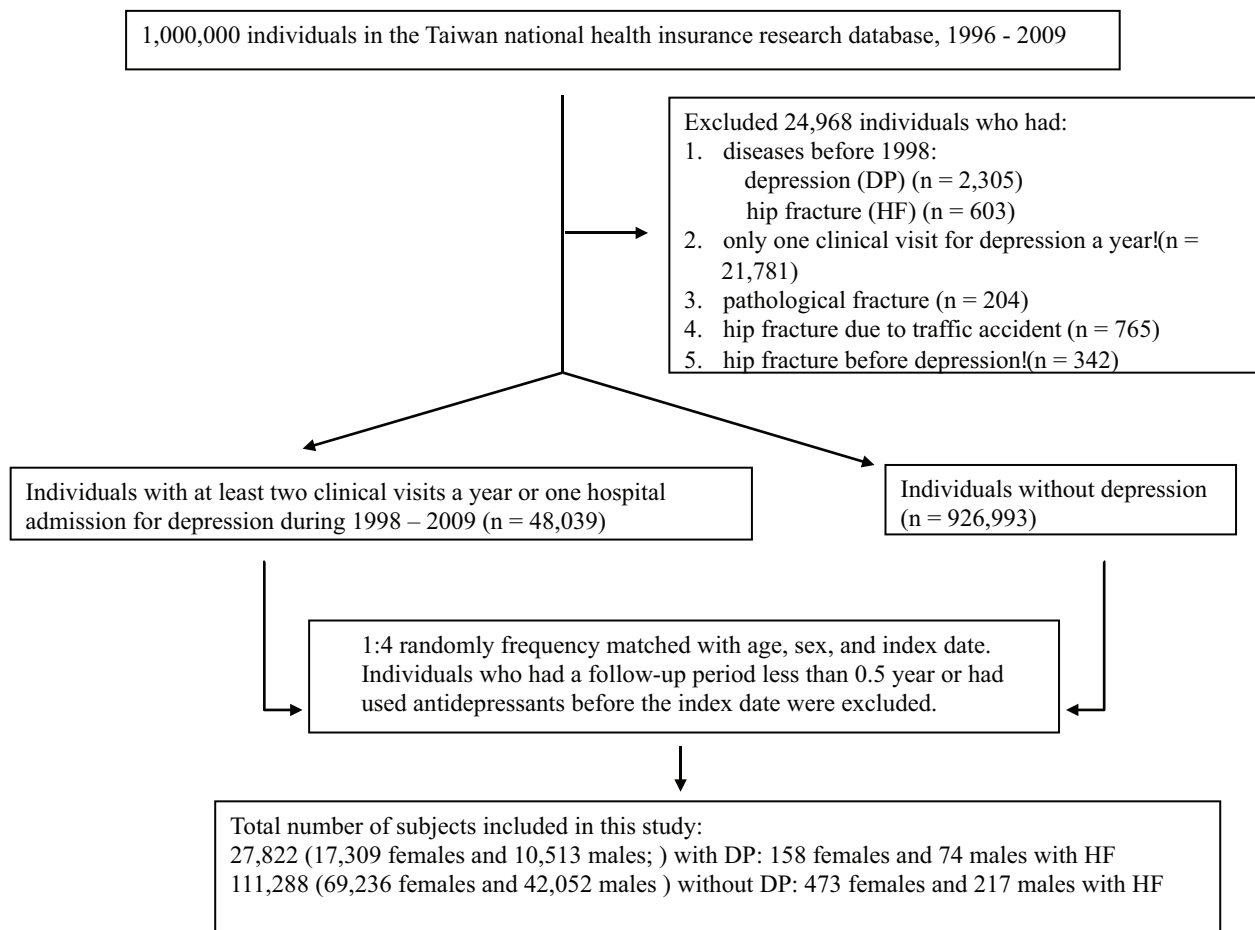 1,000,000 individuals in the Taiwan national health insurance research database, 1996 - 2009
Excluded 24,968 individuals who had:
1. diseases before 1998:
depression (DP) (n = 2,305)
hip fracture (HF) (n = 603)
2. only one clinical visit for depression a year!(n =
21,781)
3. pathological fracture (n = 204)
4. hip fracture due to traffic accident (n = 765)
5. hip fracture before depression!(n = 342)
Individuals with at least two clinical visits a year or one hospital
admission for depression during 1998 – 2009 (n = 48,039)
Individuals without depression
(n = 926,993)
1:4 randomly frequency matched with age, sex, and index date.
Individuals who had a follow-up period less than 0.5 year or had
used antidepressants before the index date were excluded.
Total number of subjects included in this study:
27,822 (17,309 females and 10,513 males; ) with DP: 158 females and 74 males with HF
111,288 (69,236 females and 42,052 males ) without DP: 473 females and 217 males with HF